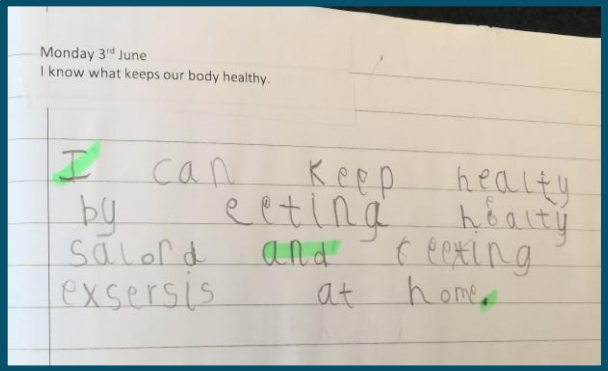 Monday 3rd June
I know what keeps our body healthy.
I can keep healty
by eeting healty
salord and
exsersis at home.